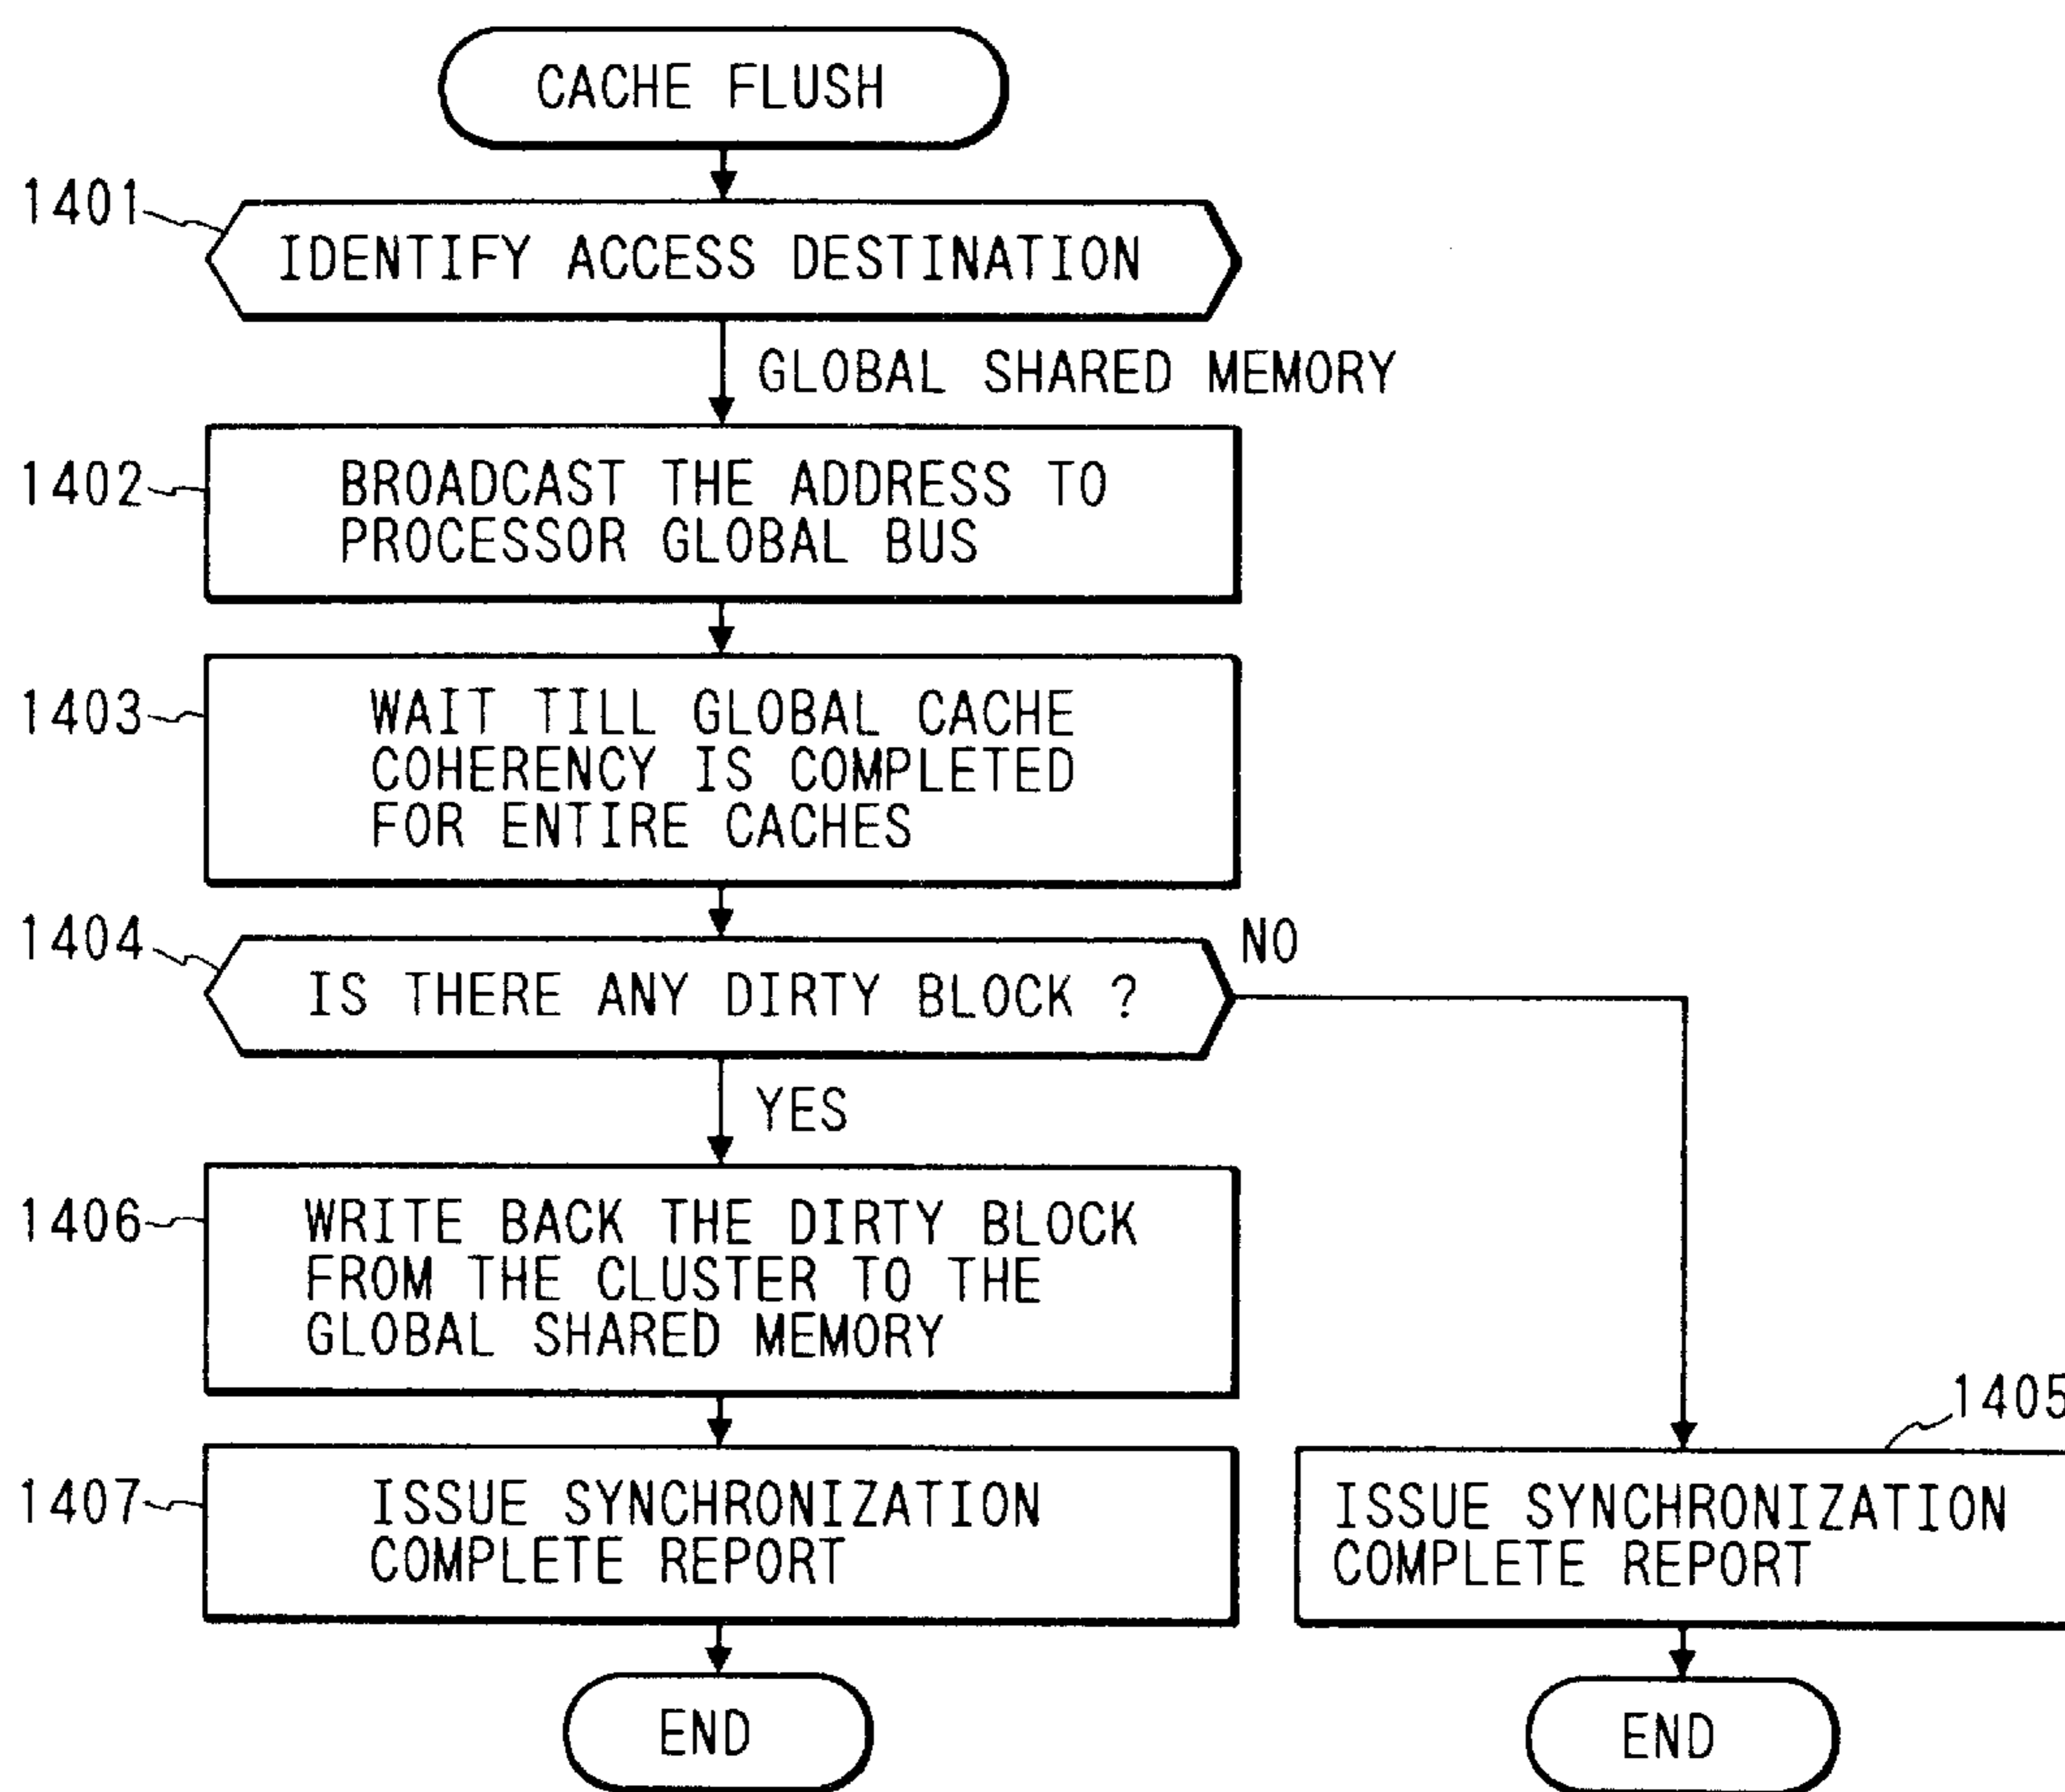 CACHE FLUSH
1401
IDENTIFY ACCESS DESTINATION
GLOBAL SHARED MEMORY
1402
BROADCAST THE ADDRESS TO
PROCESSOR GLOBAL BUS
1403
WAIT TILL GLOBAL CACHE
COHERENCY IS COMPLETED
FOR ENTIRE CACHES
1404
IS THERE ANY DIRTY BLOCK ?
NO
YES
1406
WRITE BACK THE DIRTY BLOCK
FROM THE CLUSTER TO THE
GLOBAL SHARED MEMORY
1407
ISSUE SYNCHRONIZATION
COMPLETE REPORT
END
1405
ISSUE SYNCHRONIZATION
COMPLETE REPORT
END